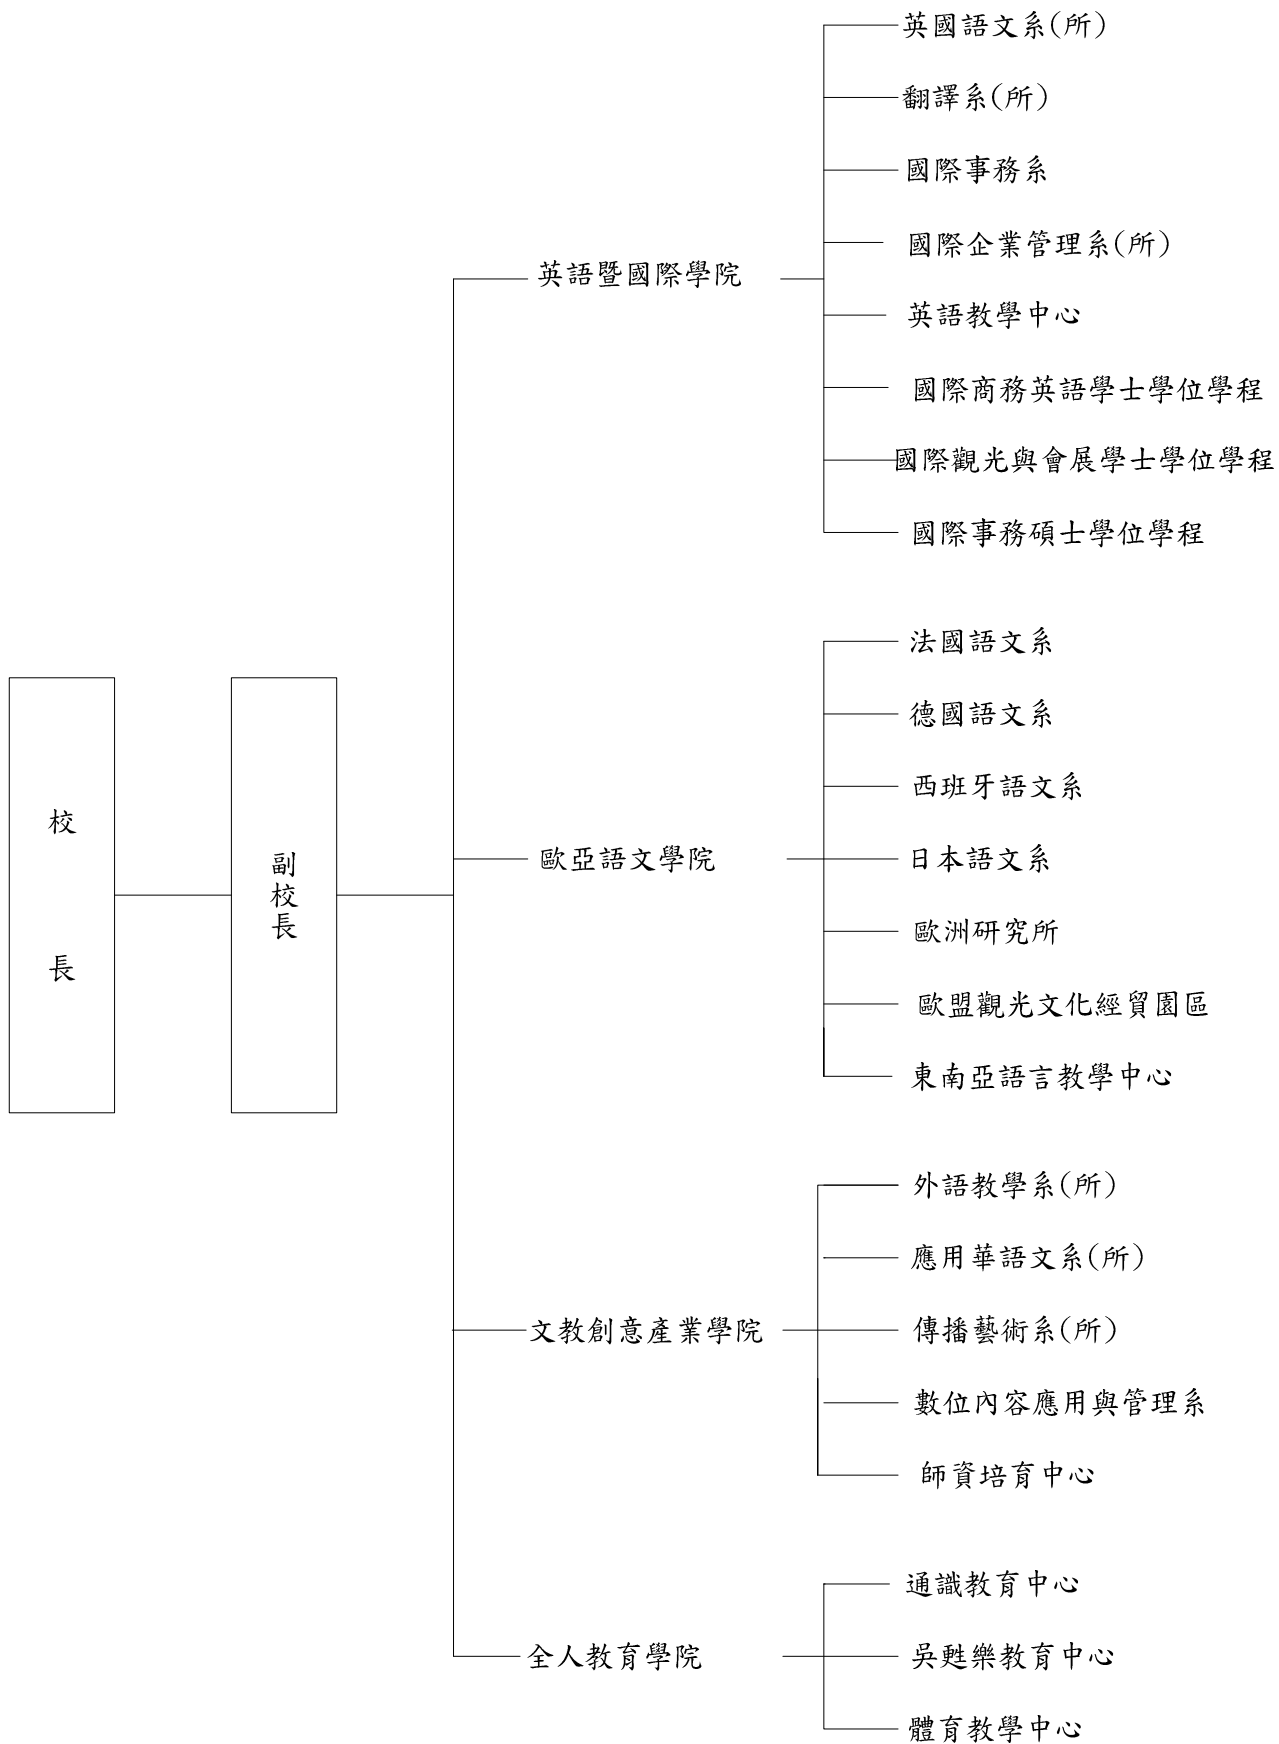 校長
副校長
英語暨國際學院
英國語文系(所)
翻譯系(所)
國際事務系
國際企業管理系(所)
英語教學中心
國際商務英語學士學位學程
國際觀光與會展學士學位學程
國際事務碩士學位學程
歐亞語文學院
法國語文系
德國語文系
西班牙語文系
日本語文系
歐洲研究所
歐盟觀光文化經貿園區
東南亞語言教學中心
文教創意產業學院
外語教學系(所)
應用華語文系(所)
傳播藝術系(所)
數位內容應用與管理系
師資培育中心
全人教育學院
通識教育中心
吳甦樂教育中心
體育教學中心